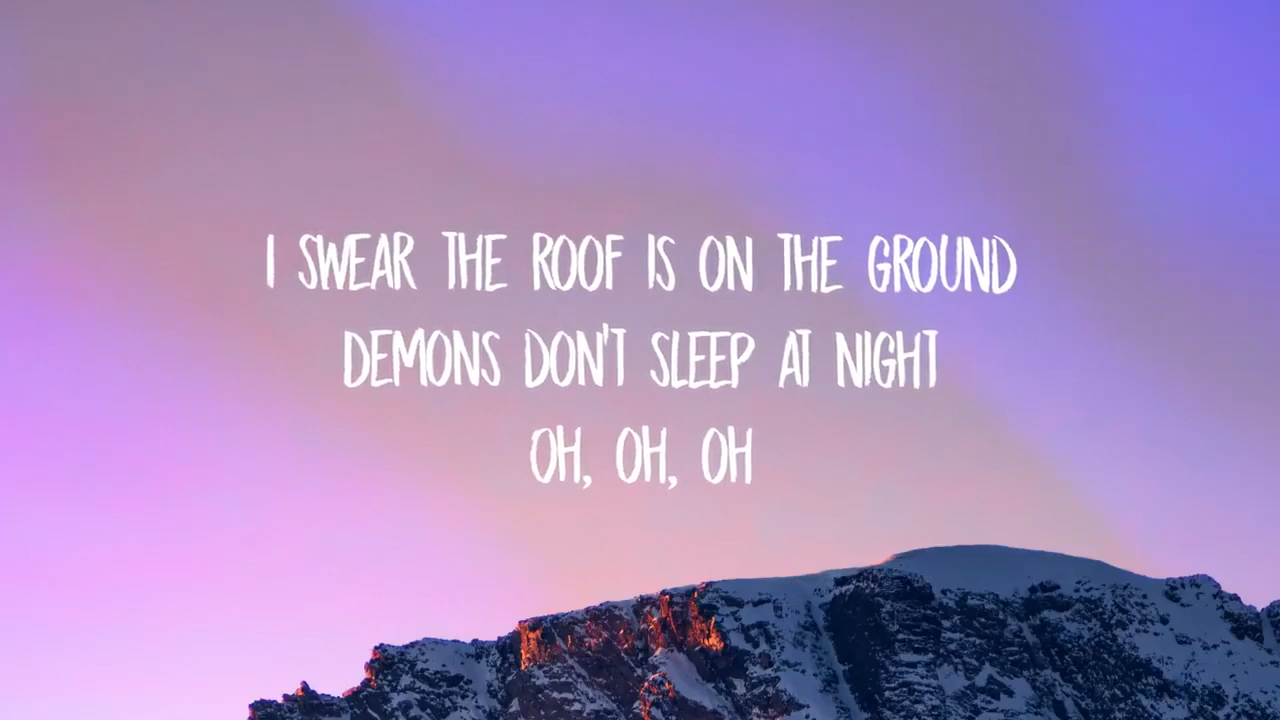 I SWEAR THE ROOF IS ON THE GROUND
DEMONS DON'T SLEEP AT NIGHT
OH, OH, OH